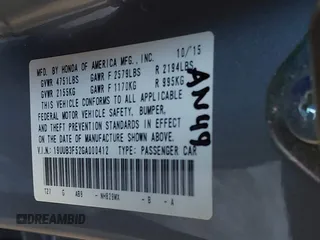 MFD. BY HONDA OF AMERICA MFG., INC. 10/15
GVWR 4751LBS GAWR F 2579LBS R 2184LBS
GVWR 2155KG GAWR F 1170KG R 995KG
THIS VEHICLE CONFORMS TO ALL APPLICABLE
FEDERAL MOTOR VEHICLE SAFETY, BUMPER,
AND THEFT PREVENTION STANDARDS IN EFFECT
ON THE DATE OF MANUFACTURE SHOWN ABOVE.
V.I.N.: 19UUB3F52GA000412 TYPE: PASSENGER CAR
G NH828MX - B - A
AN49
DREAMBID